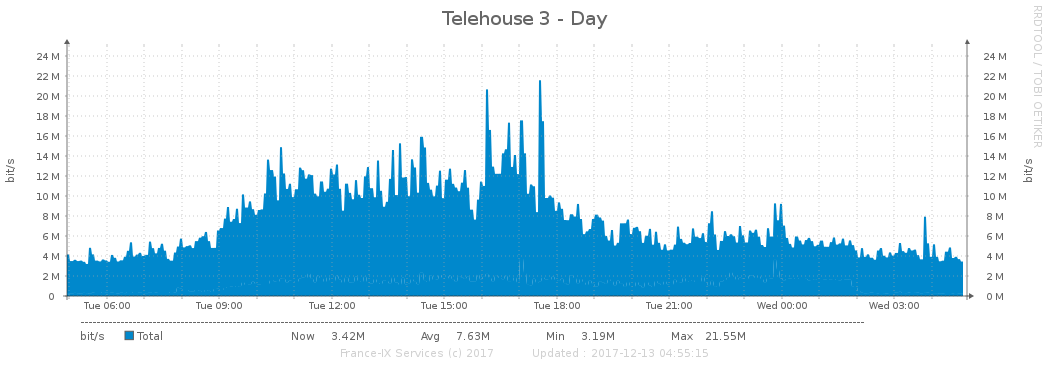 Telehouse 3 - Day
RRDTOOL / TOBI OETIKER
bit/s
24 M 24 M
22 M 22 M
20 M 20 M
18 M 18 M
16 M 16 M
14 M 14 M
12 M 12 M
10 M 10 M
8 M 8 M
6 M 6 M
4 M 4 M
2 M 2 M
0 0 M
bit/s
Tue 06:00 Tue 09:00 Tue 12:00 Tue 15:00 Tue 18:00 Tue 21:00 Wed 00:00 Wed 03:00
bit/s Total Now 3.42M Avg 7.63M Min 3.19M Max 21.55M
France-IX Services (c) 2017 Updated : 2017-12-13 04:55:15